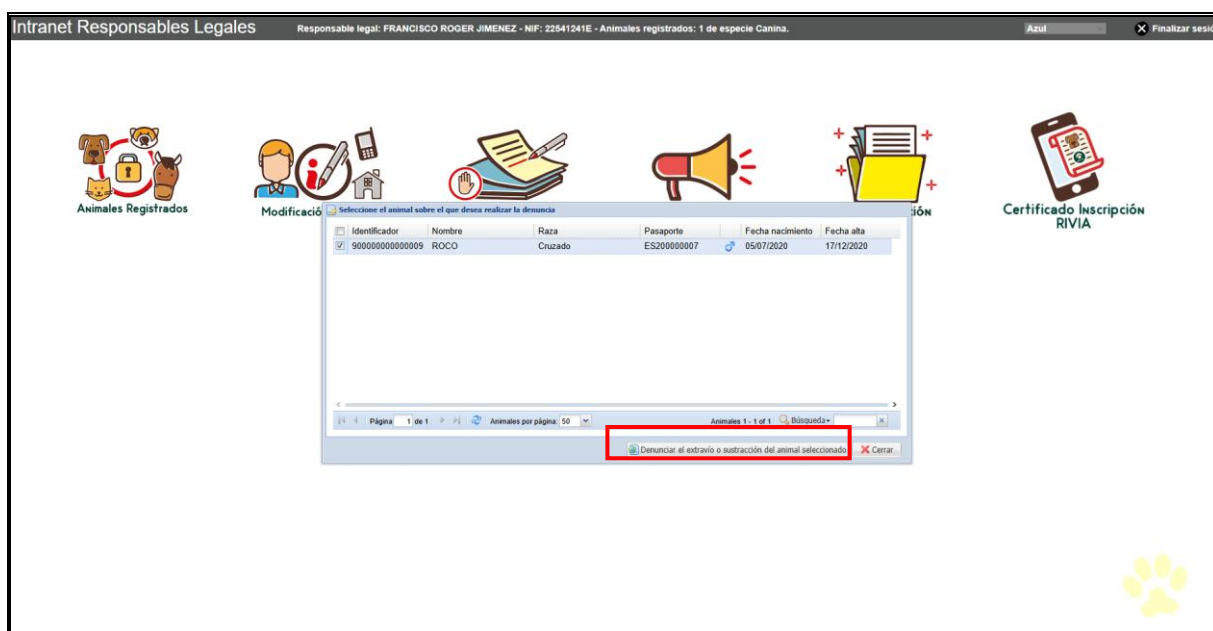 Intranet Responsables Legales
Responsable legal: FRANCISCO ROGER JIMENEZ - NIF: 22541241E - Animales registrados: 1 de especie Canina.
Azul
Finalizar sesió
Animales Registrados
Modificació
IÓN
Certificado Inscripción
RIVIA
Seleccione el animal sobre el que desea realizar la denuncia
Identificador Nombre Raza Pasaporte Fecha nacimiento Fecha alta
900000000000009 ROCO Cruzado ES200000007 05/07/2020 17/12/2020
Página 1 de 1 Animales por página: 50 Animales 1 - 1 of 1 Búsqueda
Denunciar el extravío o sustracción del animal seleccionado Cerrar